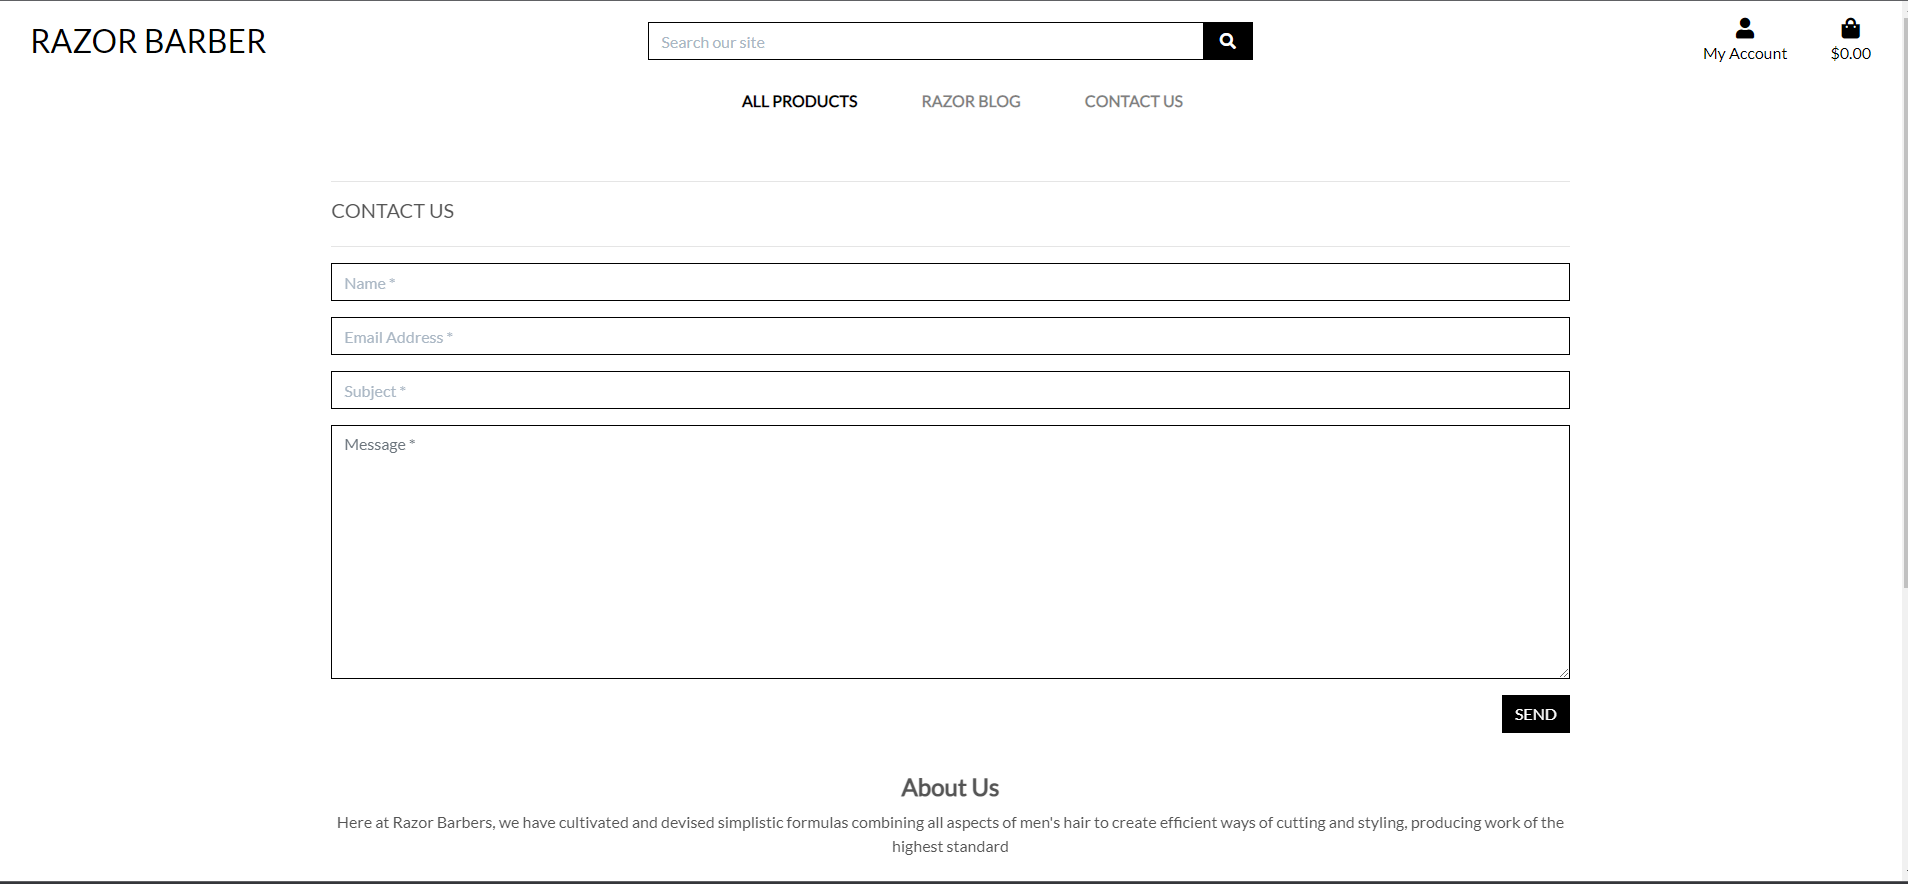 RAZOR BARBER
Search our site
My Account
$0.00
ALL PRODUCTS
RAZOR BLOG
CONTACT US
CONTACT US
Name *
Email Address *
Subject *
Message *
SEND
About Us
Here at Razor Barbers, we have cultivated and devised simplistic formulas combining all aspects of men's hair to create efficient ways of cutting and styling, producing work of the
highest standard